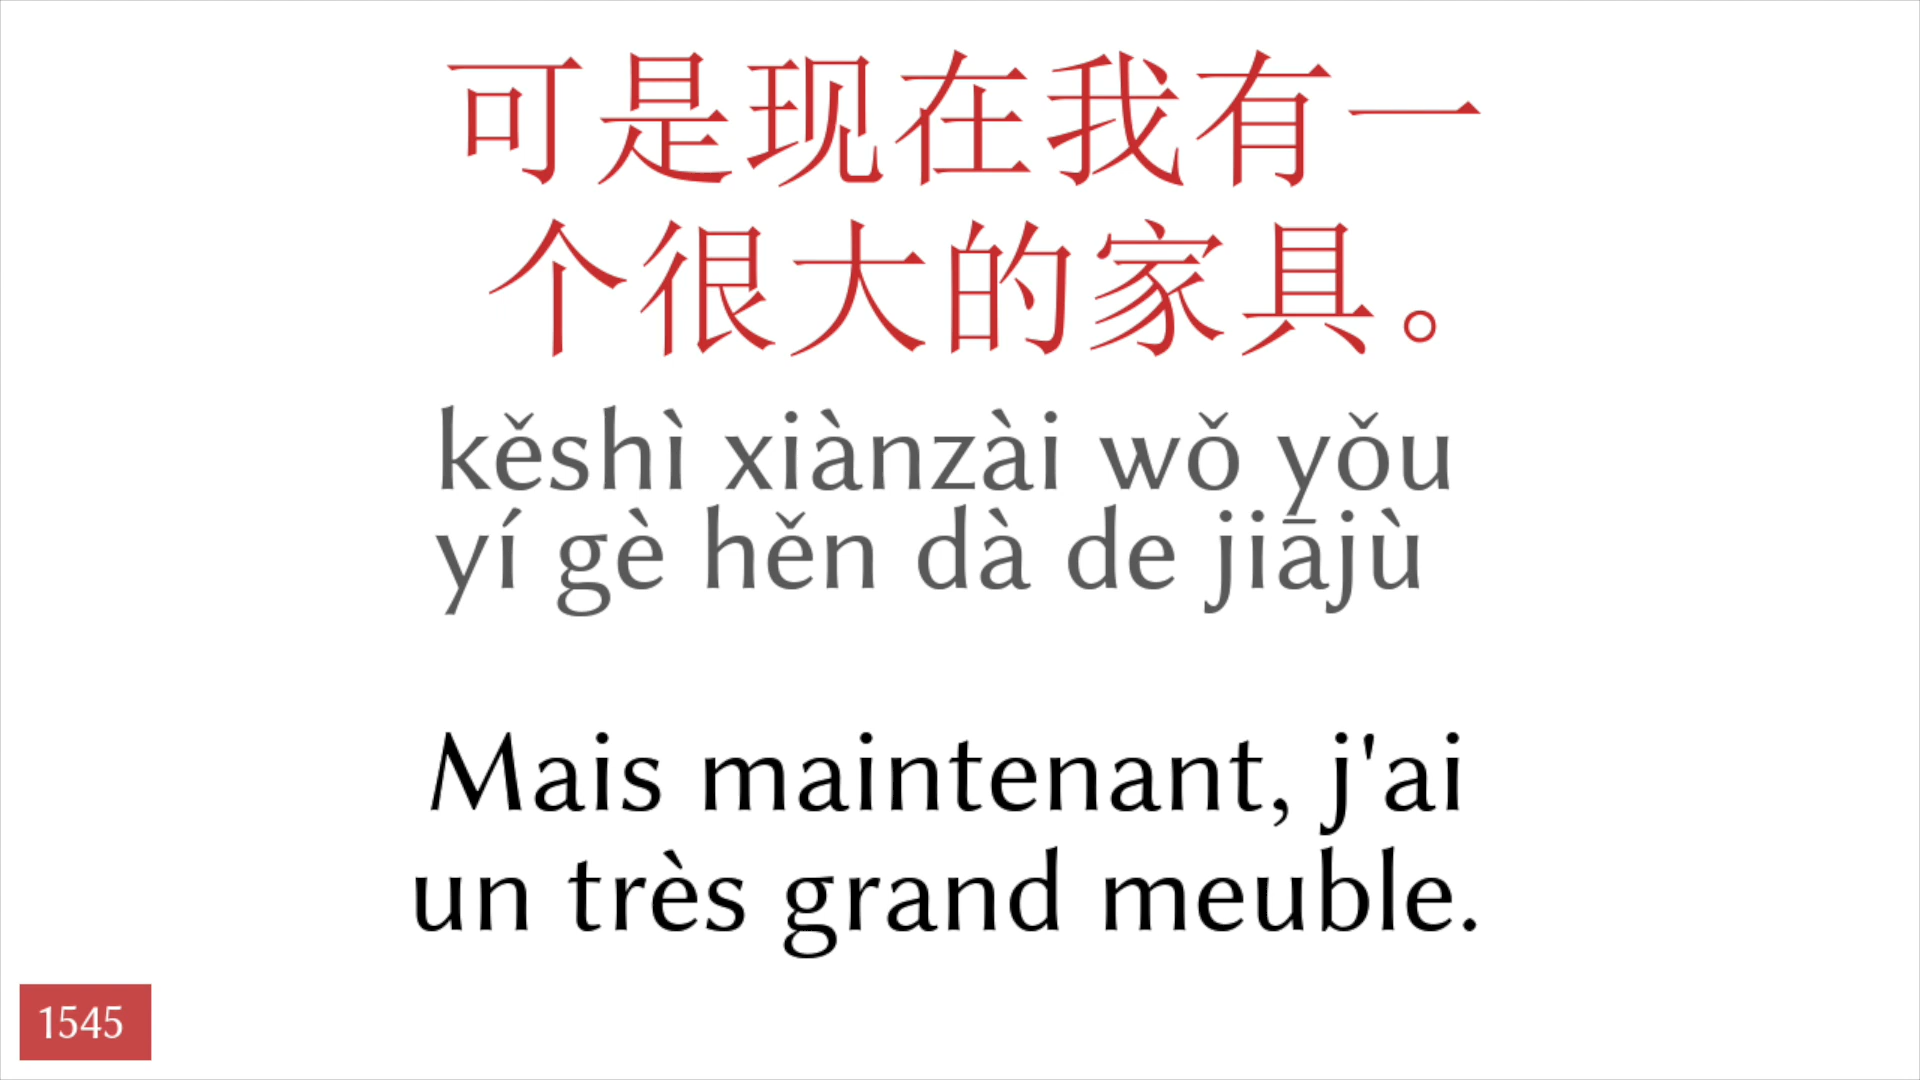 可是现在我有一
个很大的家具。
kěshì xiànzài wǒ yǒu
yí gè hěn dà de jiājù
Mais maintenant, j'ai
un très grand meuble.
1545